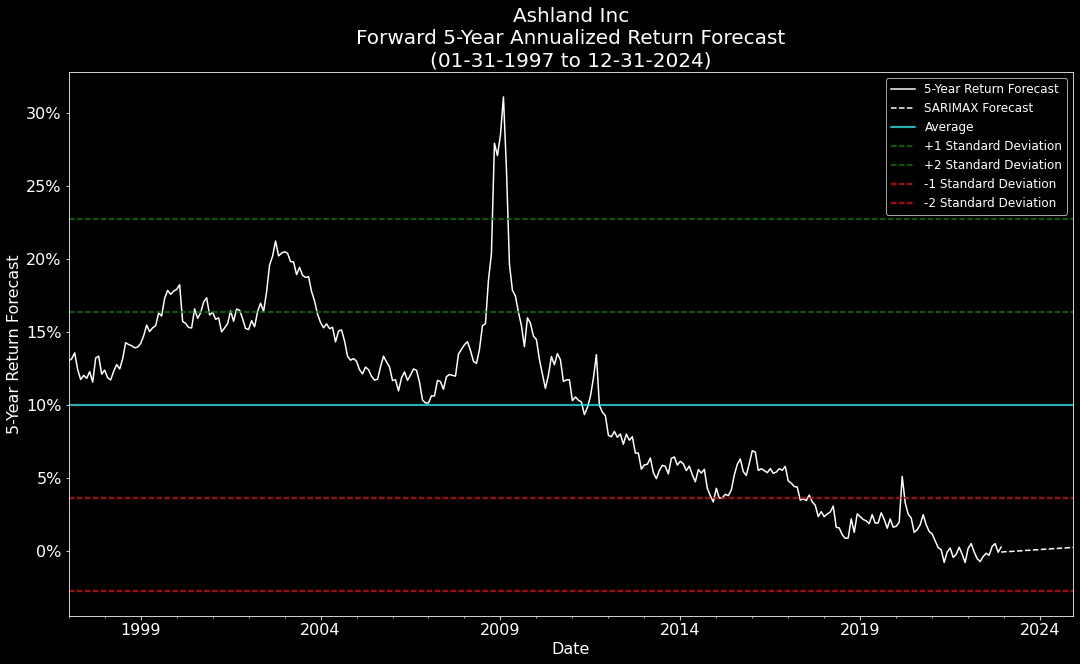 Ashland Inc
Forward 5-Year Annualized Return Forecast
(01-31-1997 to 12-31-2024)
5-Year Return Forecast
SARIMAX Forecast
Average
+1 Standard Deviation
+2 Standard Deviation
-1 Standard Deviation
-2 Standard Deviation
5-Year Return Forecast
30%
25%
20%
15%
10%
5%
0%
1999
2004
2009
2014
2019
2024
Date